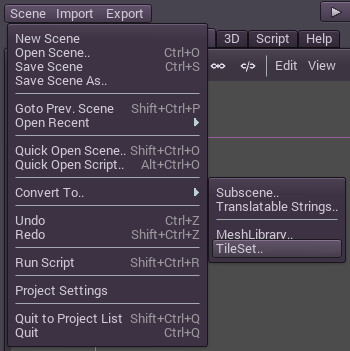 Scene Import Export
3D Script Help
Edit View
New Scene
Open Scene.. Ctrl+O
Save Scene Ctrl+S
Save Scene As..
Goto Prev. Scene Shift+Ctrl+P
Open Recent
Quick Open Scene.. Shift+Ctrl+O
Quick Open Script.. Alt+Ctrl+O
Convert To..
Undo Ctrl+Z
Redo Shift+Ctrl+Z
Run Script Shift+Ctrl+R
Project Settings
Quit to Project List Shift+Ctrl+Q
Quit Ctrl+Q
Subscene..
Translatable Strings..
MeshLibrary..
TileSet..